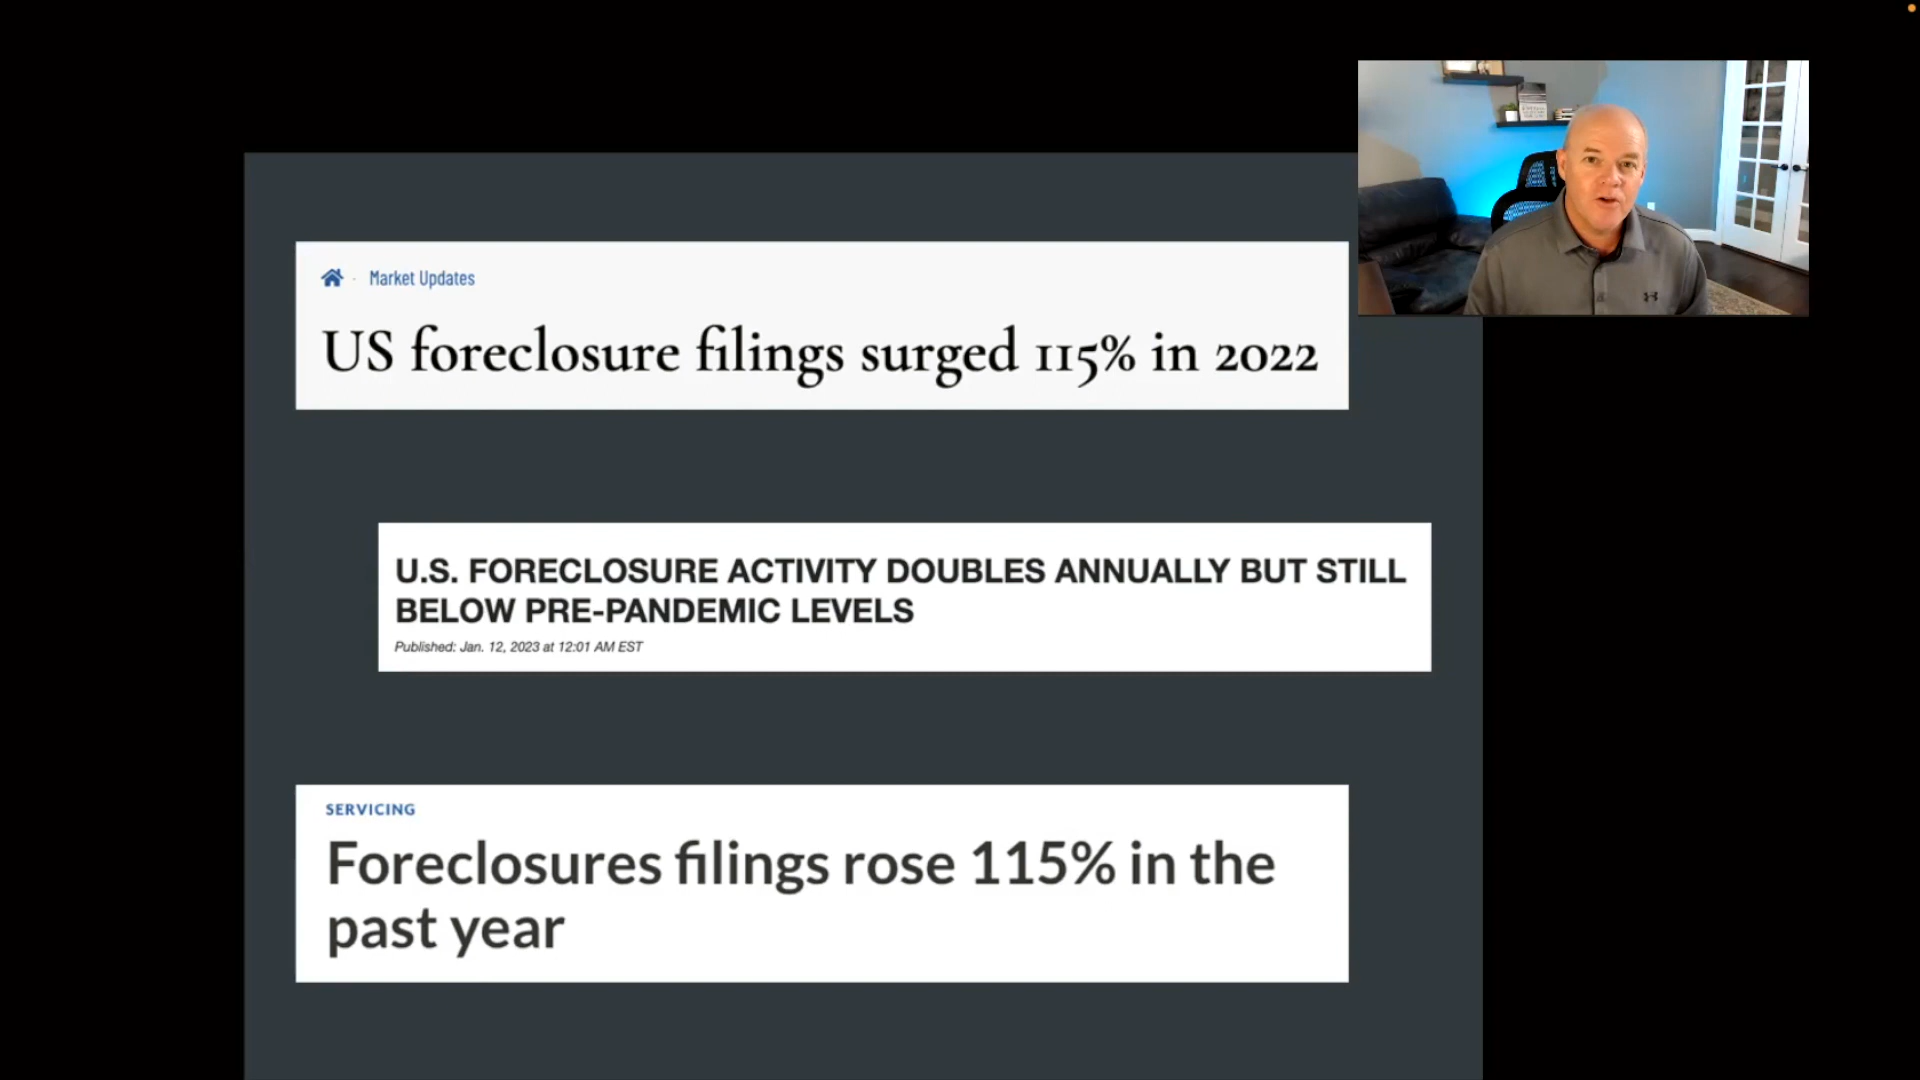 Market Updates
US foreclosure filings surged 115% in 2022
U.S. FORECLOSURE ACTIVITY DOUBLES ANNUALLY BUT STILL
BELOW PRE-PANDEMIC LEVELS
Published: Jan. 12, 2023 at 12:01 AM EST
SERVICING
Foreclosures filings rose 115% in the
past year